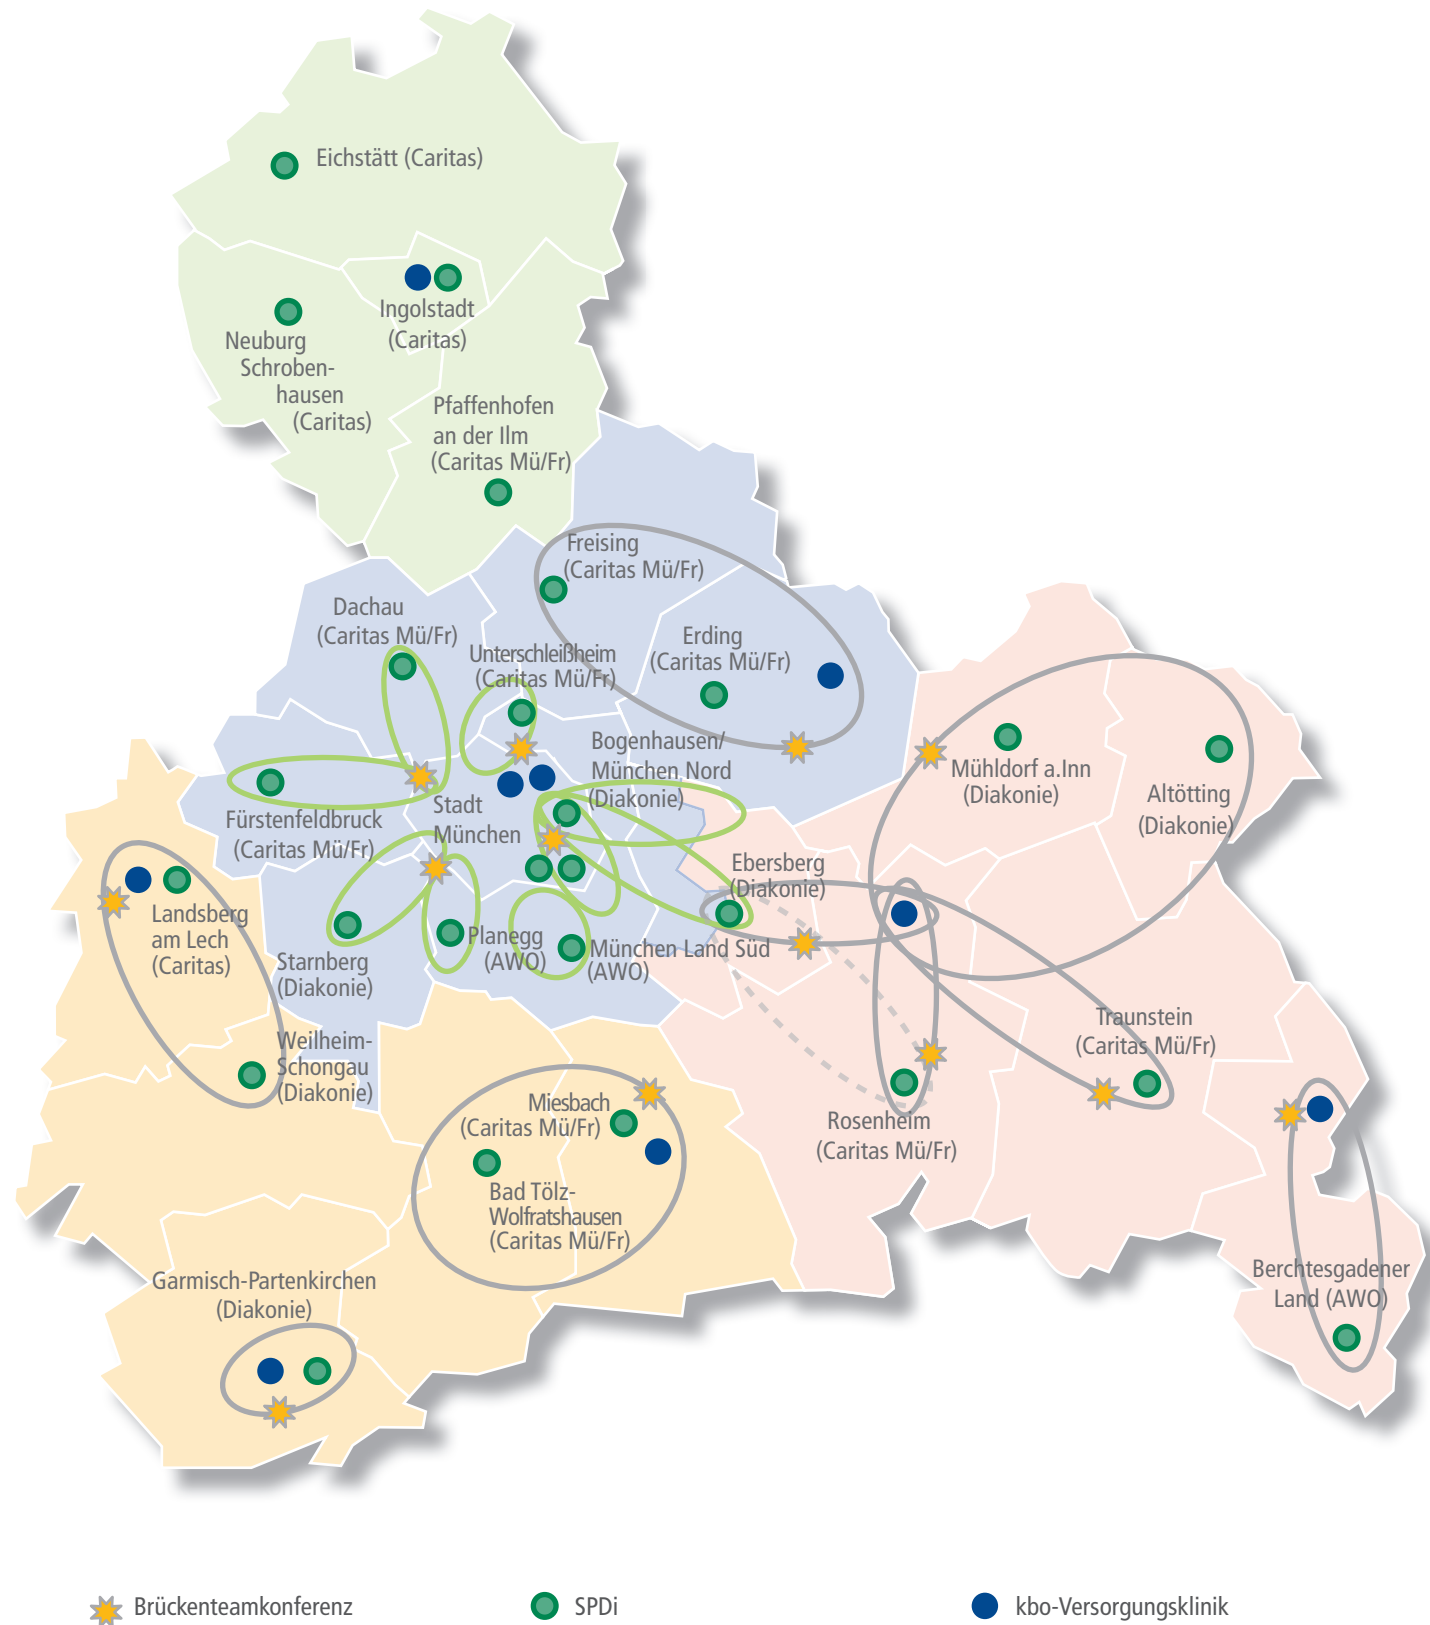 Eichstätt (Caritas)
Ingolstadt
(Caritas)
Neuburg
Schroben-
hausen
(Caritas)
Pfaffenhofen
an der Ilm
(Caritas Mü/Fr)
Freising
(Caritas Mü/Fr)
Dachau
(Caritas Mü/Fr)
Unterschleißheim
(Caritas Mü/Fr)
Erding
(Caritas Mü/Fr)
Bogenhausen/
München Nord
(Diakonie)
Mühldorf a.Inn
(Diakonie)
Altötting
(Diakonie)
Stadt
München
Fürstenfeldbruck
(Caritas Mü/Fr)
Ebersberg
(Diakonie)
Landsberg
am Lech
(Caritas)
Starnberg
(Diakonie)
Planegg
(AWO)
München Land Süd
(AWO)
Weilheim-
Schongau
(Diakonie)
Traunstein
(Caritas Mü/Fr)
Miesbach
(Caritas Mü/Fr)
Rosenheim
(Caritas Mü/Fr)
Bad Tölz-
Wolfratshausen
(Caritas Mü/Fr)
Garmisch-Partenkirchen
(Diakonie)
Berchtesgadener
Land (AWO)
Brückenteamkonferenz
SPDi
kbo-Versorgungsklinik